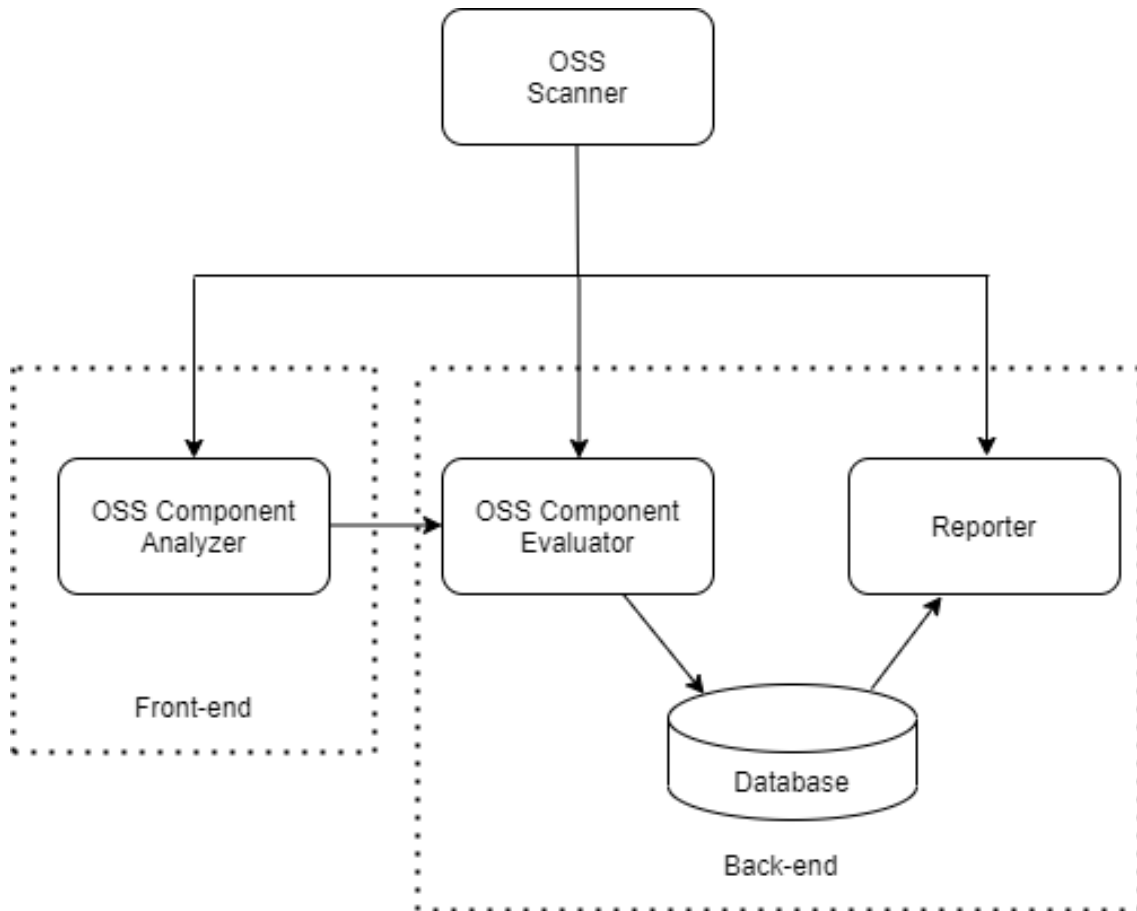 OSS
Scanner
OSS Component
Analyzer
OSS Component
Evaluator
Reporter
Front-end
Database
Back-end